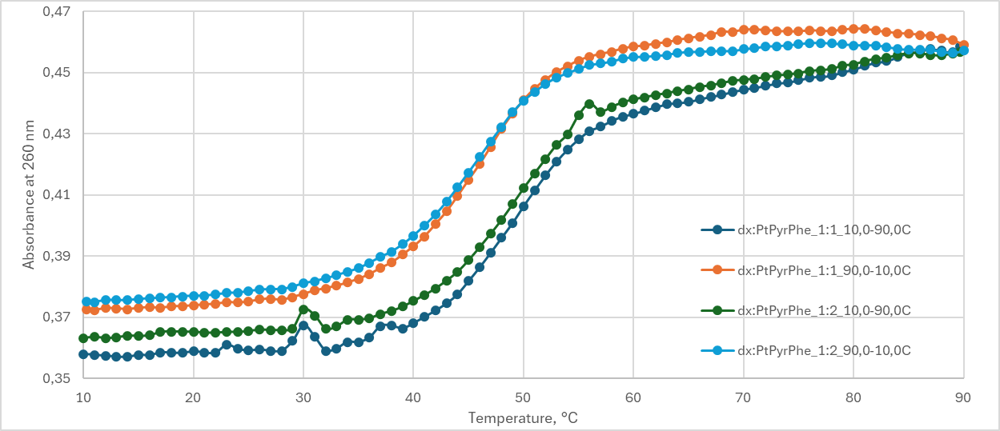 0,47
0,45
0,43
0,41
0,39
0,37
0,35
Absorbance at 260 nm
dx:PtPyrPhe_1:1_10,0-90,0C
dx:PtPyrPhe_1:1_90,0-10,0C
dx:PtPyrPhe_1:2_10,0-90,0C
dx:PtPyrPhe_1:2_90,0-10,0C
10 20 30 40 50 60 70 80 90
Temperature, °C